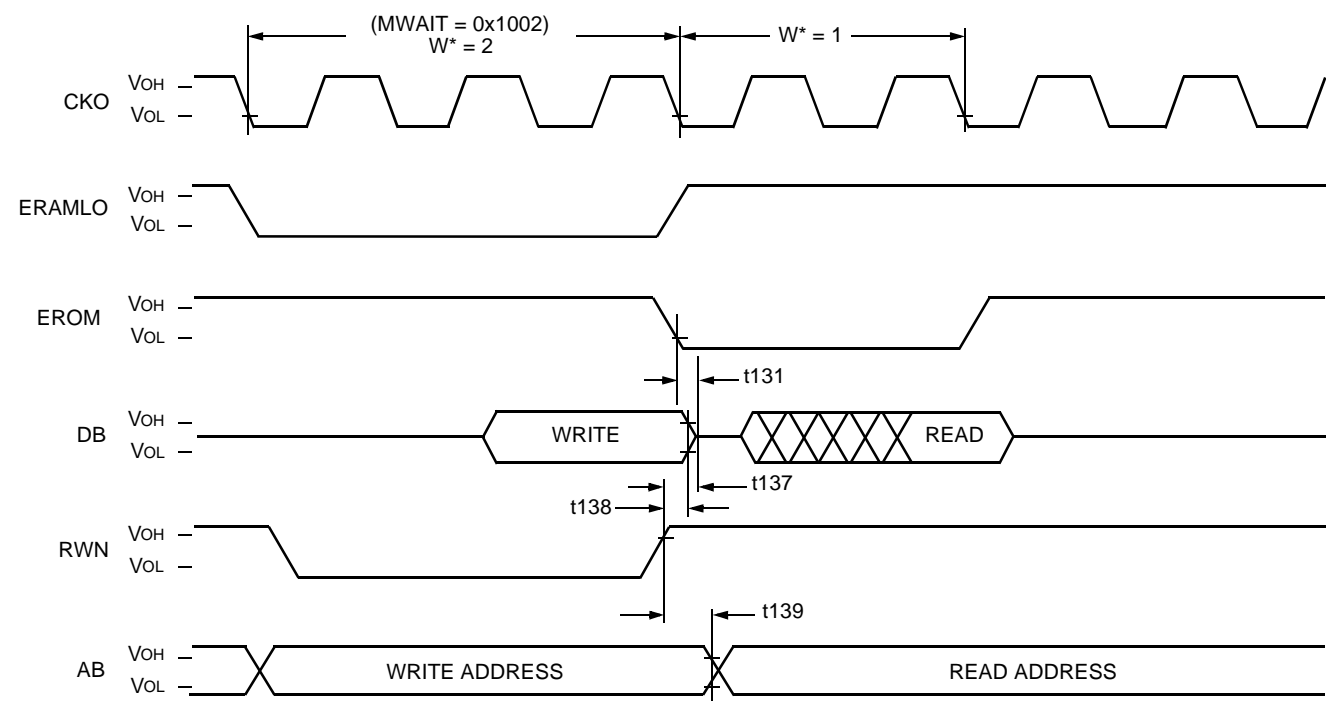 (MWAIT = 0x1002)
W* = 2
W* = 1
CKO
VOH
VOL
ERAMLO
VOH
VOL
EROM
VOH
VOL
t131
DB
VOH
VOL
WRITE
READ
t137
t138
RWN
VOH
VOL
t139
AB
VOH
VOL
WRITE ADDRESS
READ ADDRESS